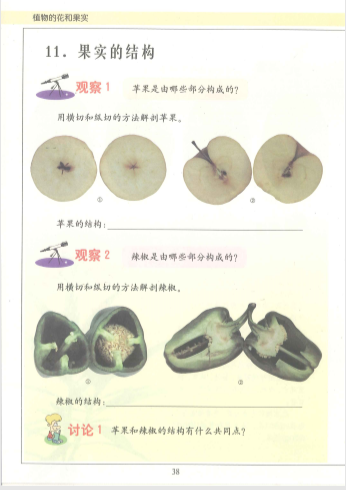 植物的花和果实
11. 果实的结构
观察 1 苹果是由哪些部分构成的?
用横切和纵切的方法解剖苹果。
① ②
苹果的结构:
观察 2 辣椒是由哪些部分构成的?
用横切和纵切的方法解剖辣椒。
① ②
辣椒的结构:
讨论 1 苹果和辣椒的结构有什么共同点?
38